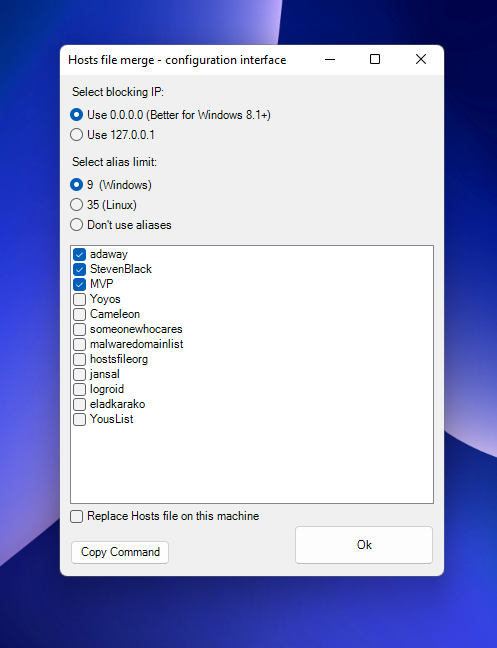 Hosts file merge - configuration interface
Select blocking IP:
Use 0.0.0.0 (Better for Windows 8.1+)
Use 127.0.0.1
Select alias limit:
9  (Windows)
35 (Linux)
Don't use aliases
adaway
StevenBlack
MVP
Yoyos
Cameleon
someonewhocares
malwaredomainlist
hostsfileorg
jansal
logroid
eladkarako
YousList
Replace Hosts file on this machine
Copy Command
Ok